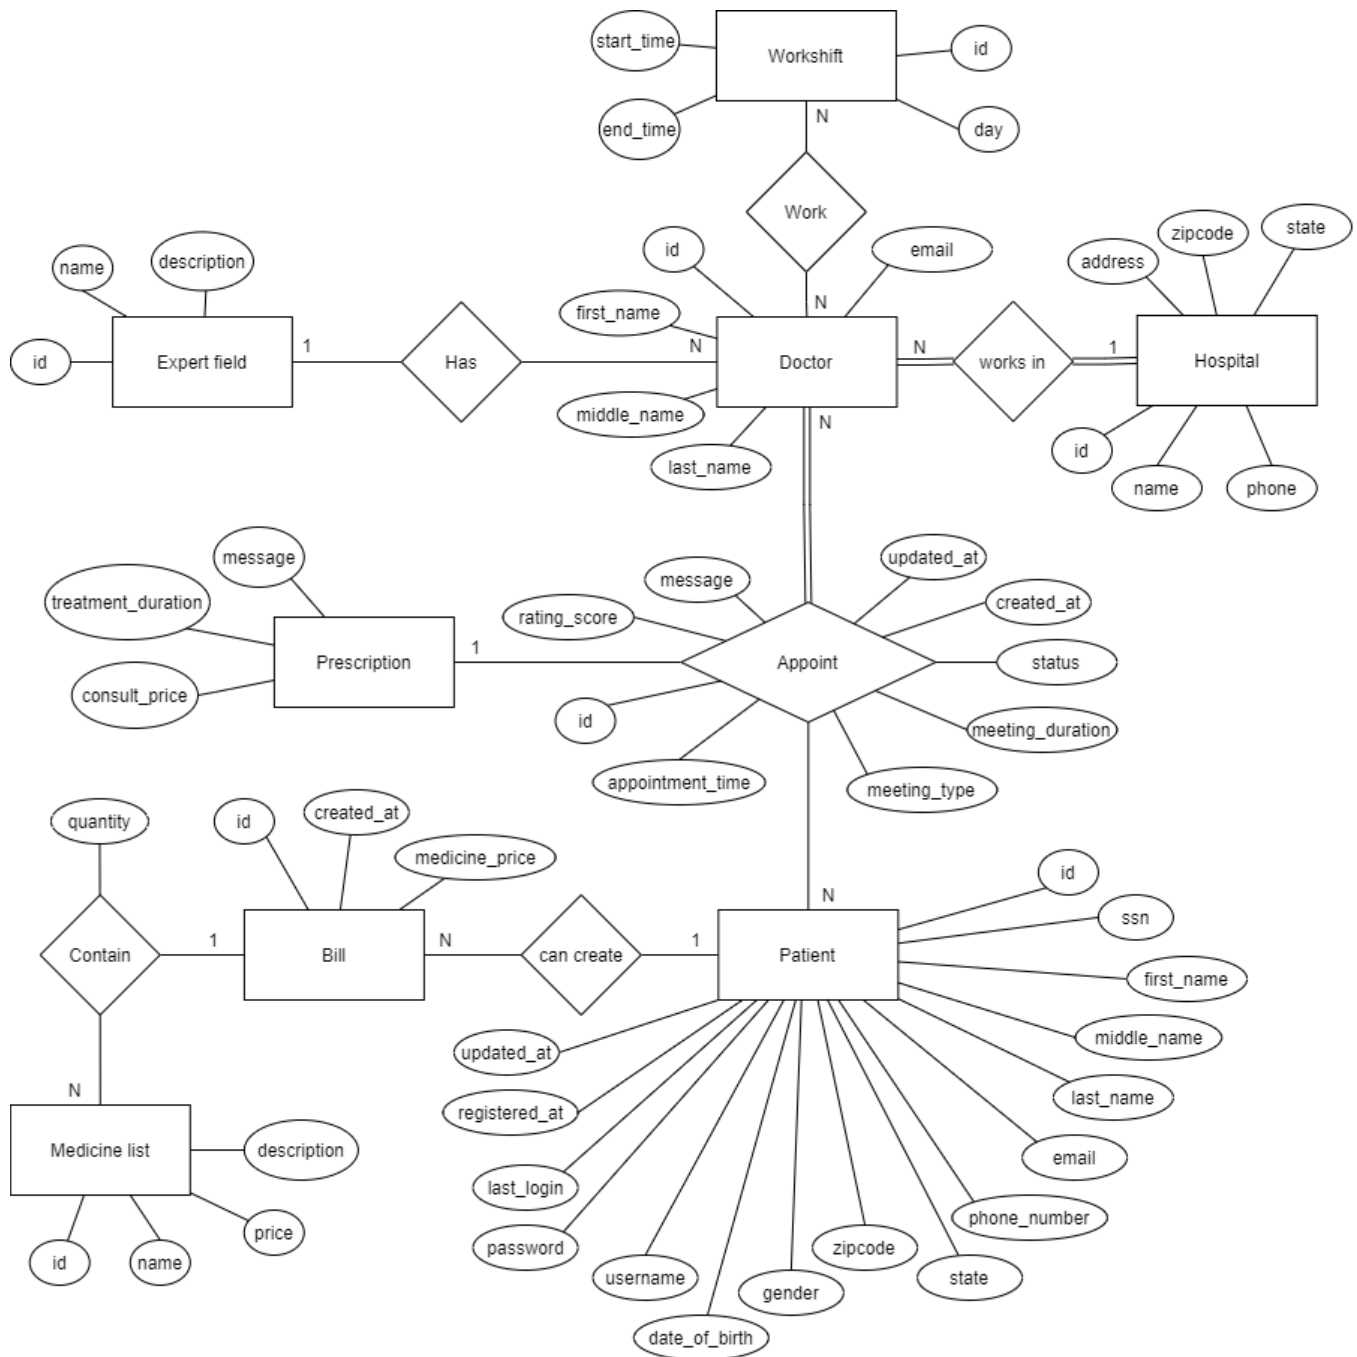 start_time
Workshift
id
end_time
N
day
Work
name
description
id
email
zipcode
state
address
first_name
N
id
Expert field
1
Has
N
Doctor
N
works in
1
Hospital
middle_name
N
last_name
id
name
phone
message
treatment_duration
updated_at
message
created_at
rating_score
Prescription
1
Appoint
status
consult_price
id
meeting_duration
appointment_time
meeting_type
quantity
id
created_at
medicine_price
id
N
ssn
Contain
1
Bill
N
can create
1
Patient
first_name
middle_name
updated_at
N
last_name
registered_at
Medicine list
description
email
last_login
phone_number
price
password
zipcode
id
name
username
state
gender
date_of_birth